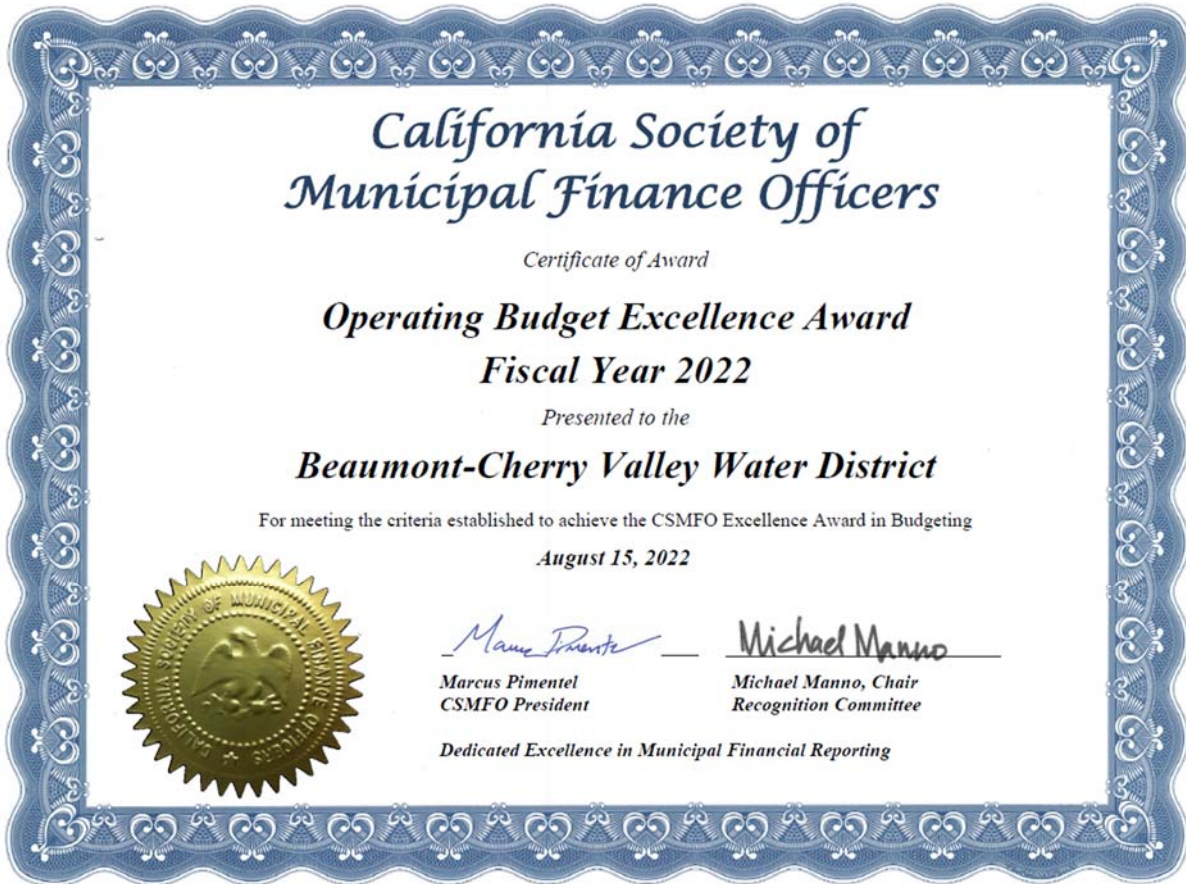 California Society of
Municipal Finance Officers
Certificate of Award
Operating Budget Excellence Award
Fiscal Year 2022
Presented to the
Beaumont-Cherry Valley Water District
For meeting the criteria established to achieve the CSMFO Excellence Award in Budgeting
August 15, 2022
CALIFORNIA SOCIETY OF MUNICIPAL FINANCE OFFICERS
Michael Manno
Marcus Pimentel
Michael Manno, Chair
CSMFO President
Recognition Committee
Dedicated Excellence in Municipal Financial Reporting